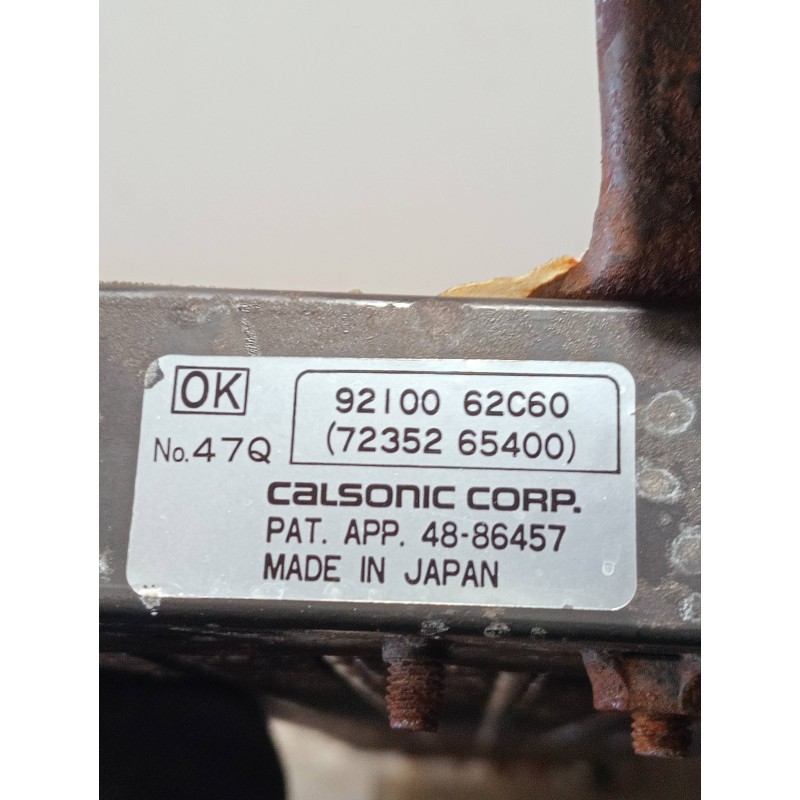 OK
92100 62C60
No.47Q
(72352 65400)
CALSONIC CORP.
PAT. APP. 48-86457
MADE IN JAPAN